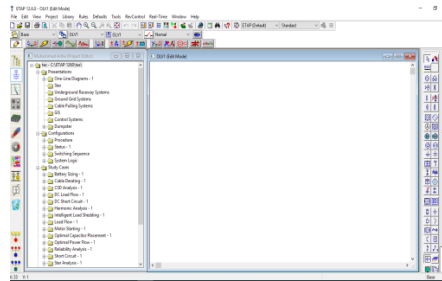 ETAP 12.6.0 - OLV1 (Edit Mode)
File Edit View Project Library Rules Defaults Tools RevControl Real-Time Window Help
ETAP (Default) Standard
Base OLV1 OLV1 Normal
(Project Editor)
OLV1 (Edit Mode)
Presentations
One-Line Diagrams - 1
Star
Underground Raceway Systems
Ground Grid Systems
Cable Pulling Systems
GIS
Control Systems
Dumpster
Configurations
Procedure
Status - 1
Switching Sequence
System Logic
Study Cases
Battery Sizing - 1
Cable Derating - 1
CSD Analysis - 1
DC Load Flow - 1
DC Short Circuit - 1
Harmonic Analysis - 1
Intelligent Load Shedding - 1
Load Flow - 1
Motor Starting - 1
Optimal Capacitor Placement - 1
Optimal Power Flow - 1
Reliability Analysis - 1
Short Circuit - 1
Star Analysis - 1
Base